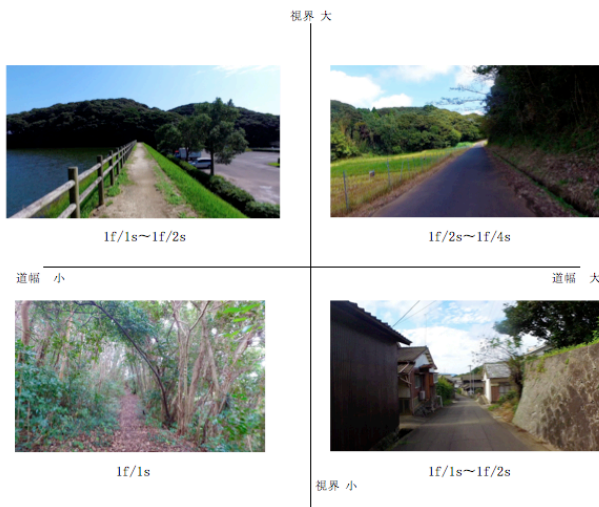 視界 大
1f/1s～1f/2s
1f/2s～1f/4s
道幅 小
道幅 大
1f/1s
1f/1s～1f/2s
視界 小